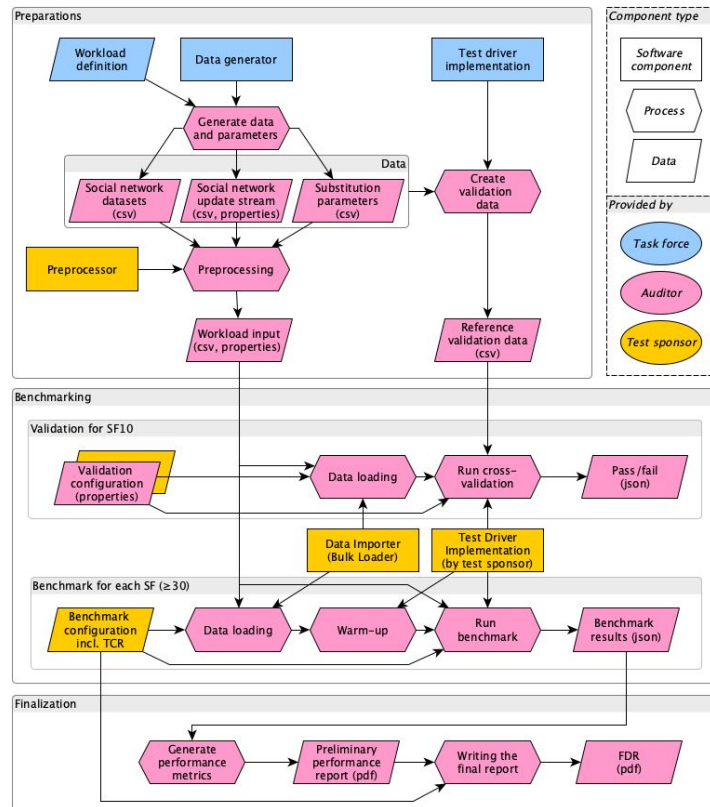 Preparations
Workload
definition
Data generator
Test driver
implementation
Generate data
and parameters
Data
Social network
datasets
(csv)
Social network
update stream
(csv, properties)
Substitution
parameters
(csv)
Create
validation
data
Preprocessor
Preprocessing
Workload input
(csv, properties)
Reference
validation data
(csv)
Component type
Software
component
Process
Data
Provided by
Task force
Auditor
Test sponsor
Benchmarking
Validation for SF10
Validation
configuration
(properties)
Data loading
Run cross-
validation
Pass/fail
(json)
Data Importer
(Bulk Loader)
Test Driver
Implementation
(by test sponsor)
Benchmark for each SF (≥30)
Benchmark
configuration
incl. TCR
Data loading
Warm-up
Run
benchmark
Benchmark
results (json)
Finalization
Generate
performance
metrics
Preliminary
performance
report (pdf)
Writing the
final report
FDR
(pdf)